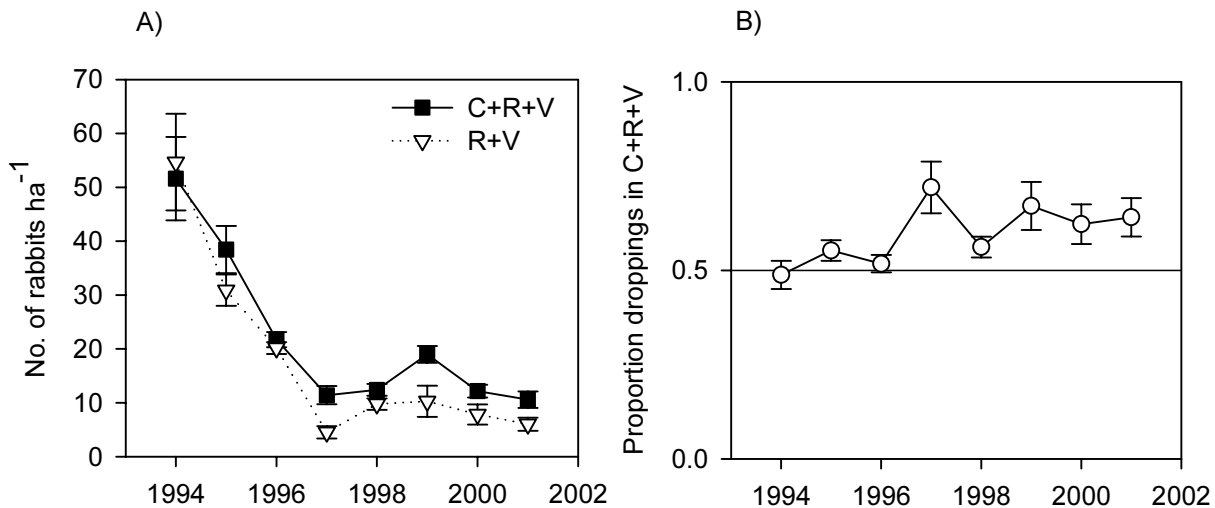 A)
No. of rabbits ha⁻¹
70
60
50
40
30
20
10
0
C+R+V
R+V
1994 1996 1998 2000 2002
B)
Proportion droppings in C+R+V
1.0
0.5
0.0
1994 1996 1998 2000 2002